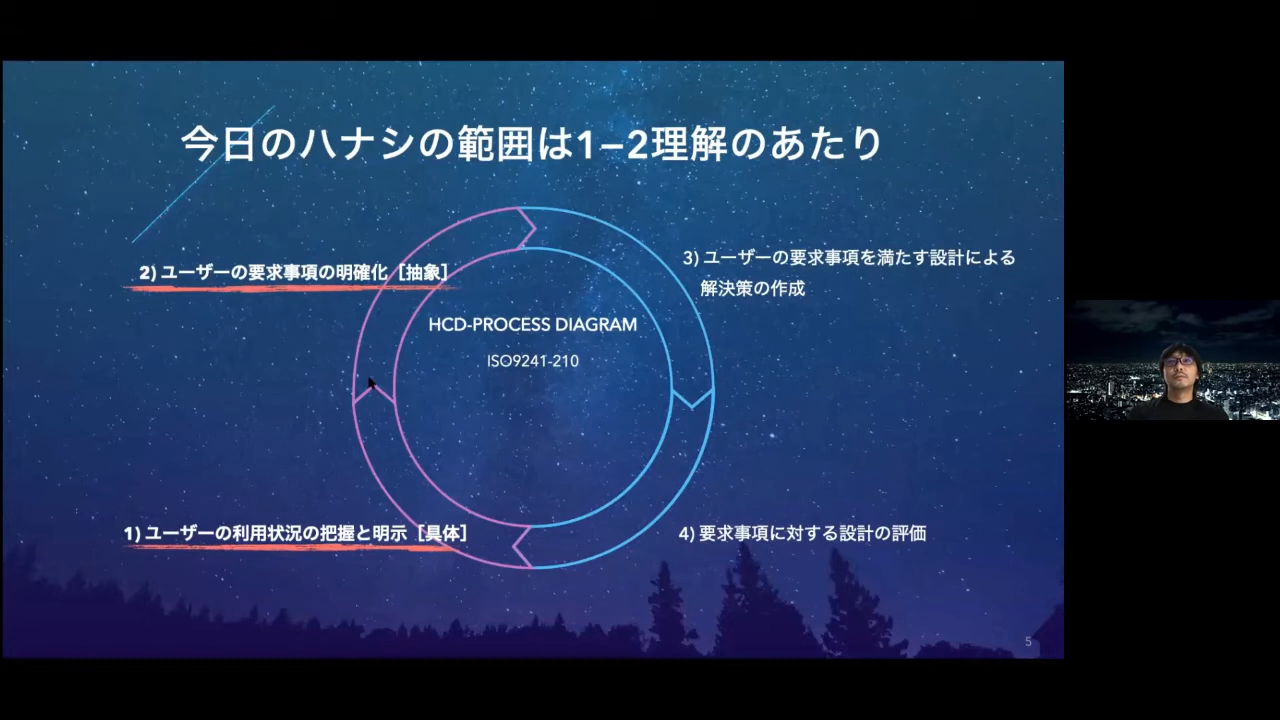 今日のハナシの範囲は1–2理解のあたり
2) ユーザーの要求事項の明確化［抽象］
3) ユーザーの要求事項を満たす設計による
解決策の作成
HCD-PROCESS DIAGRAM
ISO9241-210
1) ユーザーの利用状況の把握と明示［具体］
4) 要求事項に対する設計の評価
5